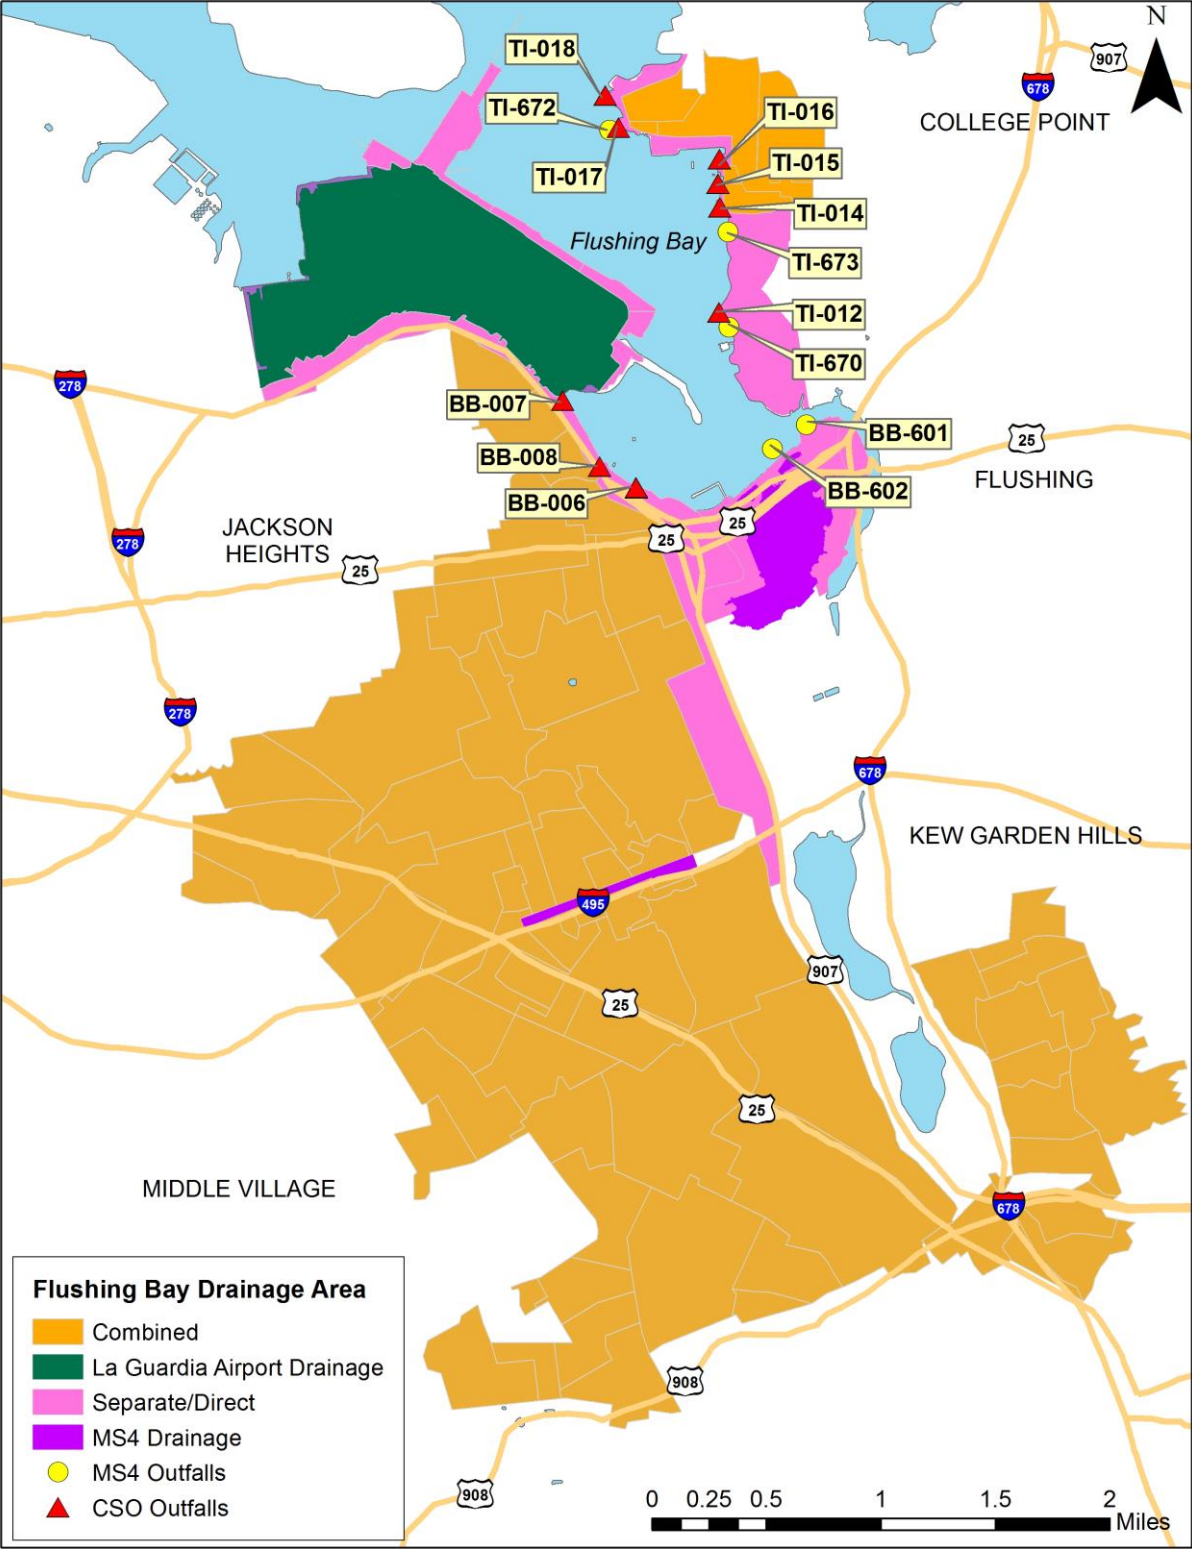 N
TI-018
907
678
TI-672
TI-016
COLLEGE POINT
TI-015
TI-017
TI-014
Flushing Bay
TI-673
TI-012
TI-670
278
BB-007
BB-601
25
BB-008
FLUSHING
BB-602
BB-006
25
JACKSON
HEIGHTS
278
25
25
278
678
KEW GARDEN HILLS
495
907
25
25
MIDDLE VILLAGE
678
Flushing Bay Drainage Area
Combined
La Guardia Airport Drainage
Separate/Direct
MS4 Drainage
MS4 Outfalls
CSO Outfalls
908
908
0 0.25 0.5 1 1.5 2
Miles